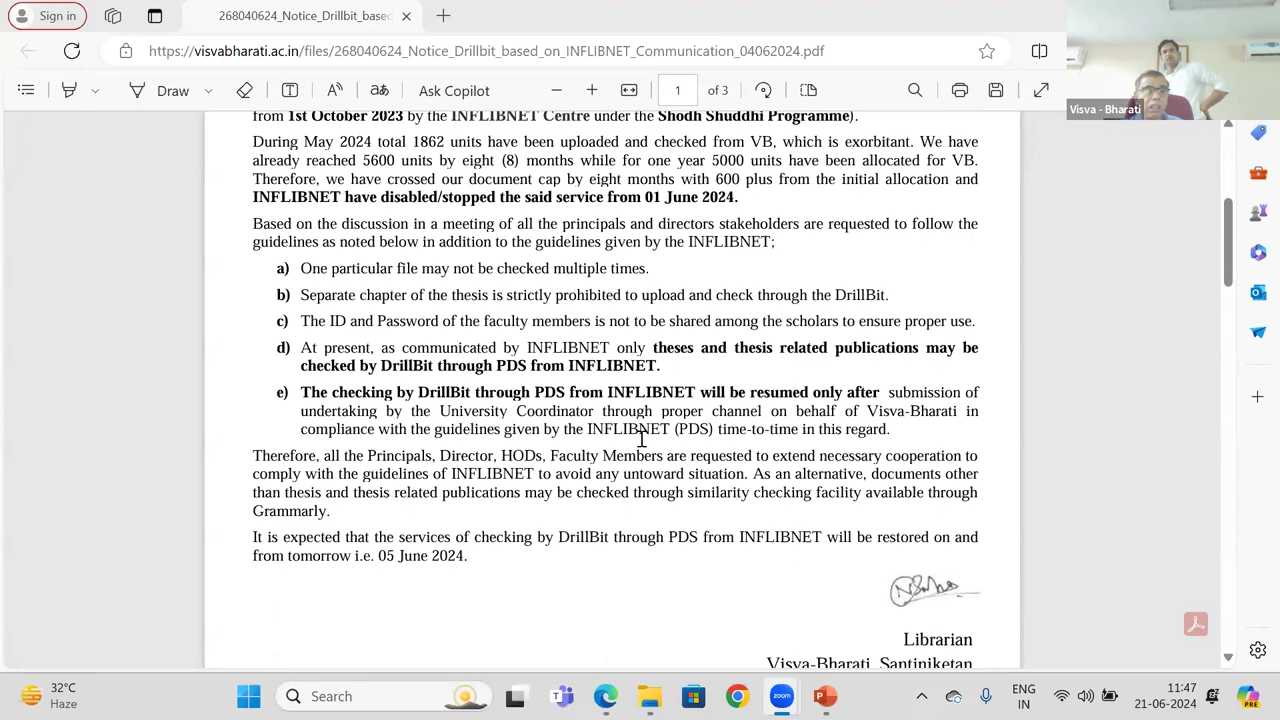 Sign in
268040624_Notice_Drillbit_based
https://visvabharati.ac.in/files/268040624_Notice_Drillbit_based_on_INFLIBNET_Communication_04062024.pdf
Draw
Ask Copilot
1 of 3
Visva - Bharati
from 1st October 2023 by the INFLIBNET Centre under the Shodh Shuddhi Programme).
During May 2024 total 1862 units have been uploaded and checked from VB, which is exorbitant. We have
already reached 5600 units by eight (8) months while for one year 5000 units have been allocated for VB.
Therefore, we have crossed our document cap by eight months with 600 plus from the initial allocation and
INFLIBNET have disabled/stopped the said service from 01 June 2024.
Based on the discussion in a meeting of all the principals and directors stakeholders are requested to follow the
guidelines as noted below in addition to the guidelines given by the INFLIBNET;
a) One particular file may not be checked multiple times.
b) Separate chapter of the thesis is strictly prohibited to upload and check through the DrillBit.
c) The ID and Password of the faculty members is not to be shared among the scholars to ensure proper use.
d) At present, as communicated by INFLIBNET only theses and thesis related publications may be
checked by DrillBit through PDS from INFLIBNET.
e) The checking by DrillBit through PDS from INFLIBNET will be resumed only after submission of
undertaking by the University Coordinator through proper channel on behalf of Visva-Bharati in
compliance with the guidelines given by the INFLIBNET (PDS) time-to-time in this regard.
Therefore, all the Principals, Director, HODs, Faculty Members are requested to extend necessary cooperation to
comply with the guidelines of INFLIBNET to avoid any untoward situation. As an alternative, documents other
than thesis and thesis related publications may be checked through similarity checking facility available through
Grammarly.
It is expected that the services of checking by DrillBit through PDS from INFLIBNET will be restored on and
from tomorrow i.e. 05 June 2024.
Librarian
Visva-Bharati, Santiniketan
32°C
Haze
Search
zoom
ENG
IN
11:47
21-06-2024
PRE